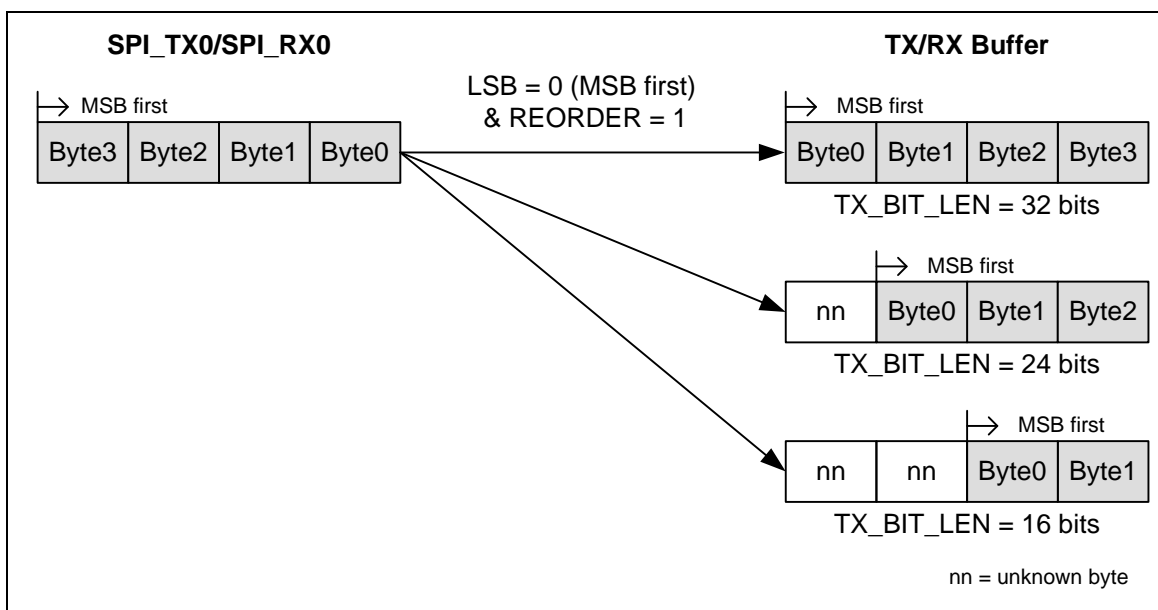 SPI_TX0/SPI_RX0
TX/RX Buffer
LSB = 0 (MSB first)
& REORDER = 1
MSB first
MSB first
Byte3 Byte2 Byte1 Byte0
Byte0 Byte1 Byte2 Byte3
TX_BIT_LEN = 32 bits
MSB first
nn Byte0 Byte1 Byte2
TX_BIT_LEN = 24 bits
MSB first
nn nn Byte0 Byte1
TX_BIT_LEN = 16 bits
nn = unknown byte